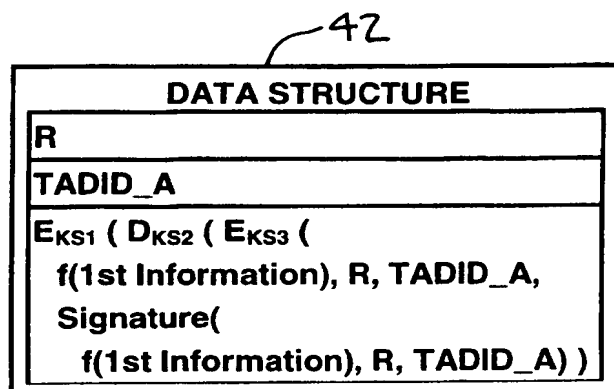 42
DATA STRUCTURE
R
TADID_A
EKS1 ( DKS2 ( EKS3 (
f(1st Information), R, TADID_A,
Signature(
f(1st Information), R, TADID_A) )